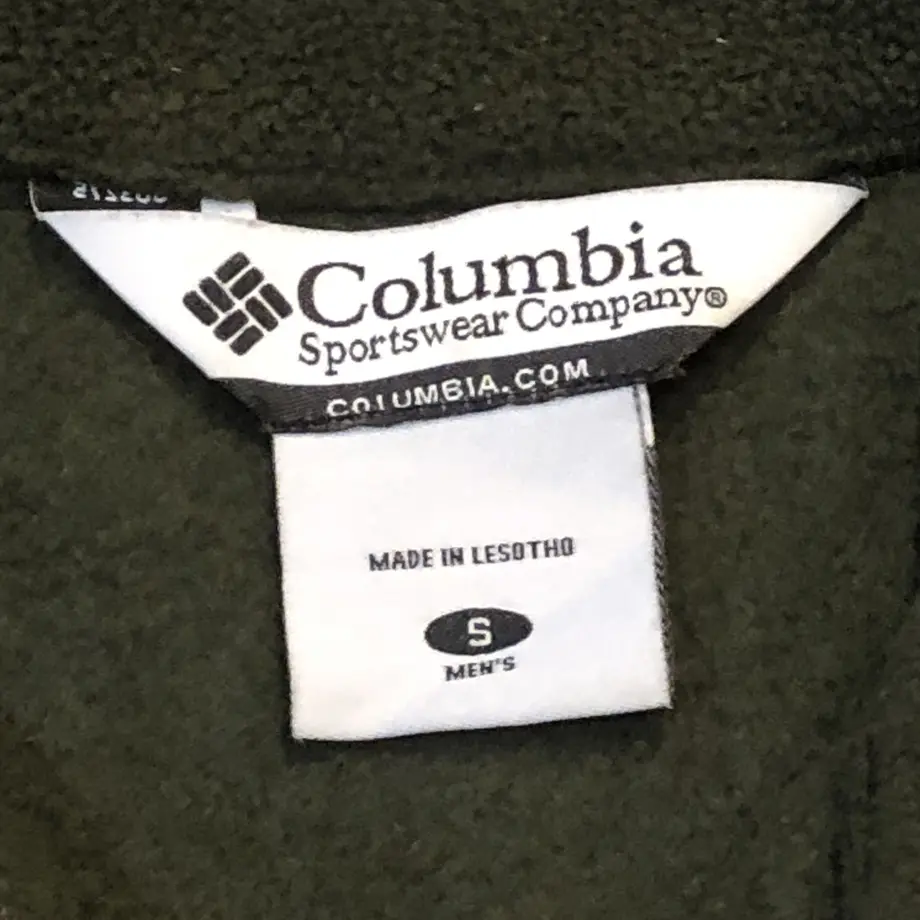 Columbia
Sportswear Company®
COLUMBIA.COM
MADE IN LESOTHO
S
MEN'S